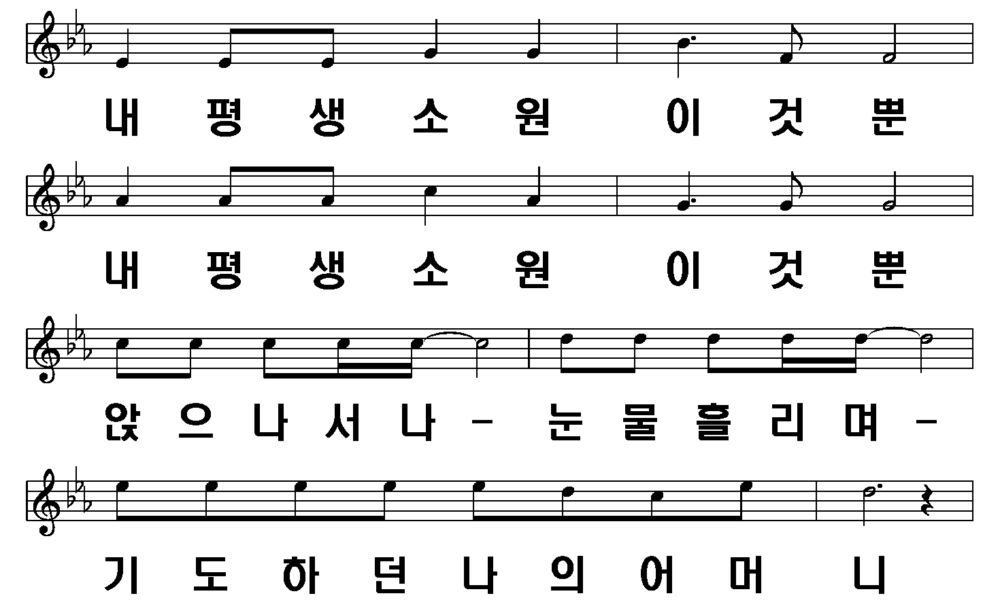 내 평 생 소 원 이 것 뿐
내 평 생 소 원 이 것 뿐
앉 으 나 서 나 - 눈 물 흘 리 며 -
기 도 하 던 나 의 어 머 니